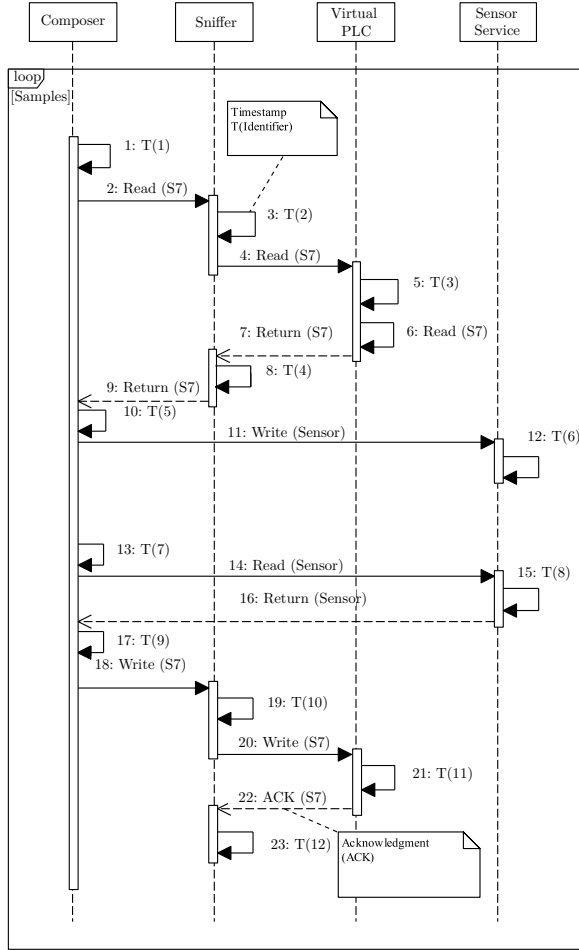 Composer
Sniffer
Virtual
PLC
Sensor
Service
loop
[Samples]
Timestamp
T(Identifier)
1: T(1)
2: Read (S7)
3: T(2)
4: Read (S7)
5: T(3)
6: Read (S7)
7: Return (S7)
8: T(4)
9: Return (S7)
10: T(5)
11: Write (Sensor)
12: T(6)
13: T(7)
14: Read (Sensor)
15: T(8)
16: Return (Sensor)
17: T(9)
18: Write (S7)
19: T(10)
20: Write (S7)
21: T(11)
22: ACK (S7)
23: T(12)
Acknowledgment
(ACK)